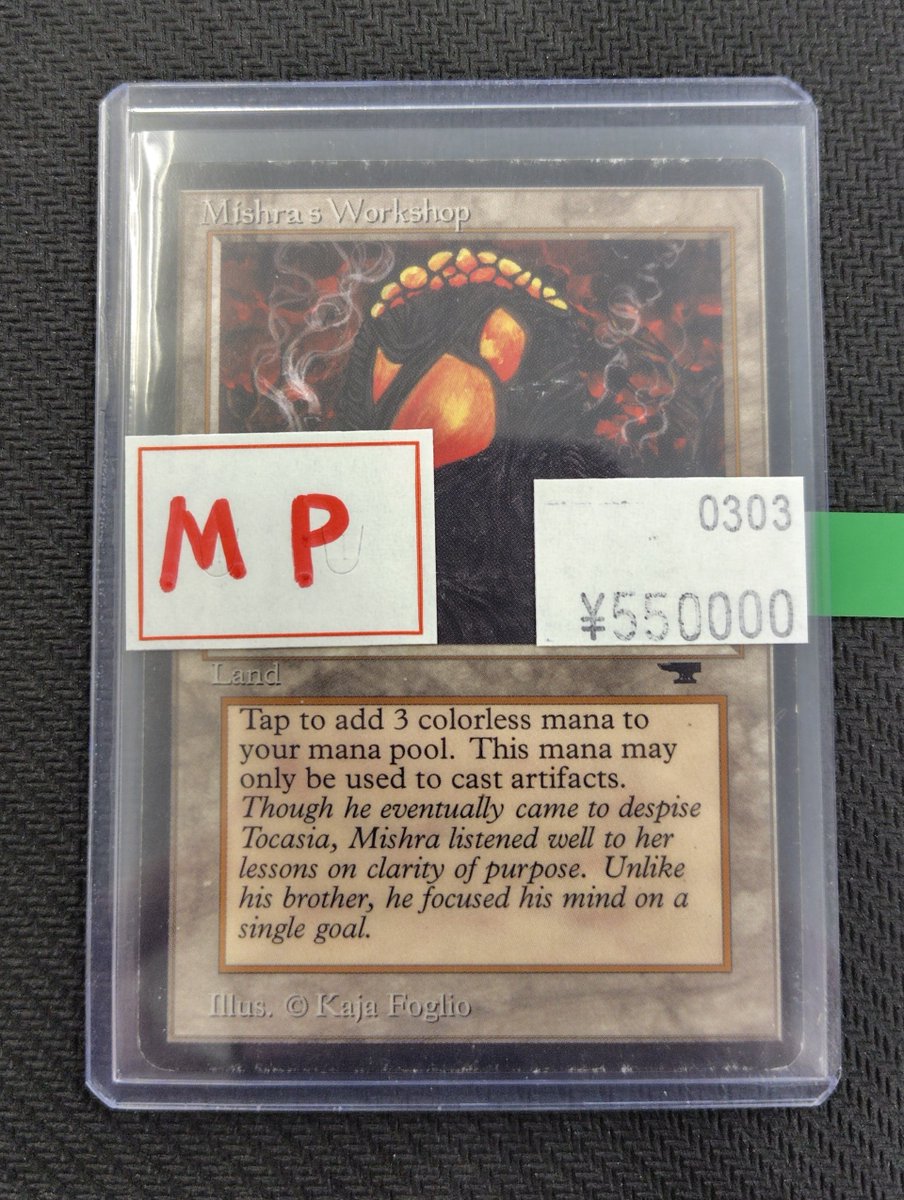 Mishra's Workshop
M P
0303
¥550000
Land
Tap to add 3 colorless mana to
your mana pool. This mana may
only be used to cast artifacts.
Though he eventually came to despise
Tocasia, Mishra listened well to her
lessons on clarity of purpose. Unlike
his brother, he focused his mind on a
single goal.
Illus. © Kaja Foglio